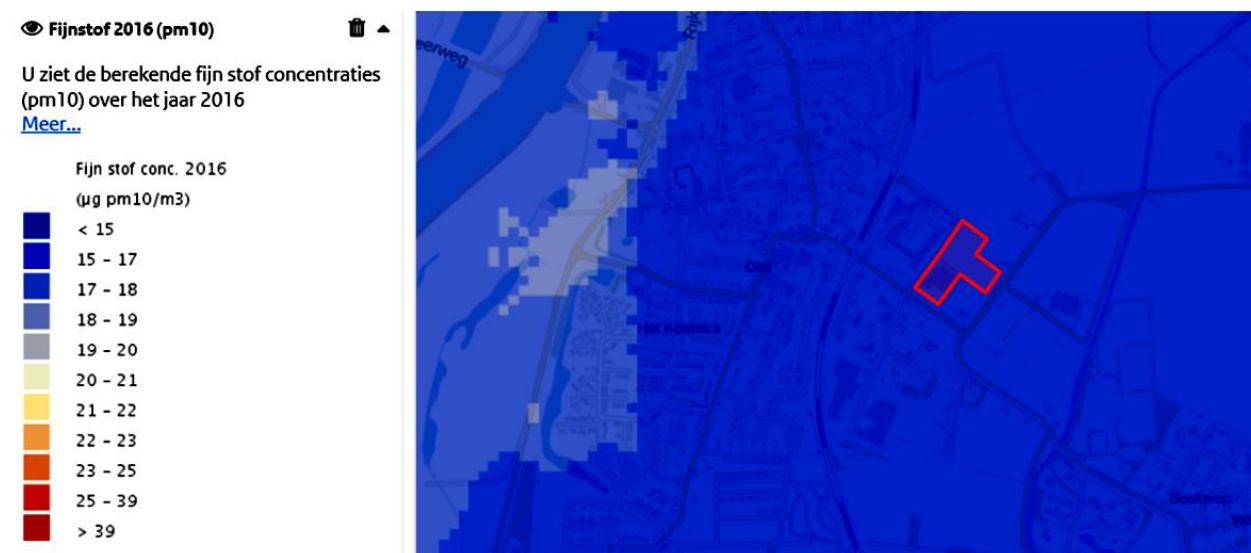 Fijnstof 2016 (pm10)
U ziet de berekende fijn stof concentraties
(pm10) over het jaar 2016
Meer...
Fijn stof conc. 2016
(µg pm10/m3)
< 15
15 - 17
17 - 18
18 - 19
19 - 20
20 - 21
21 - 22
22 - 23
23 - 25
25 - 39
> 39
Olst
Boskamp